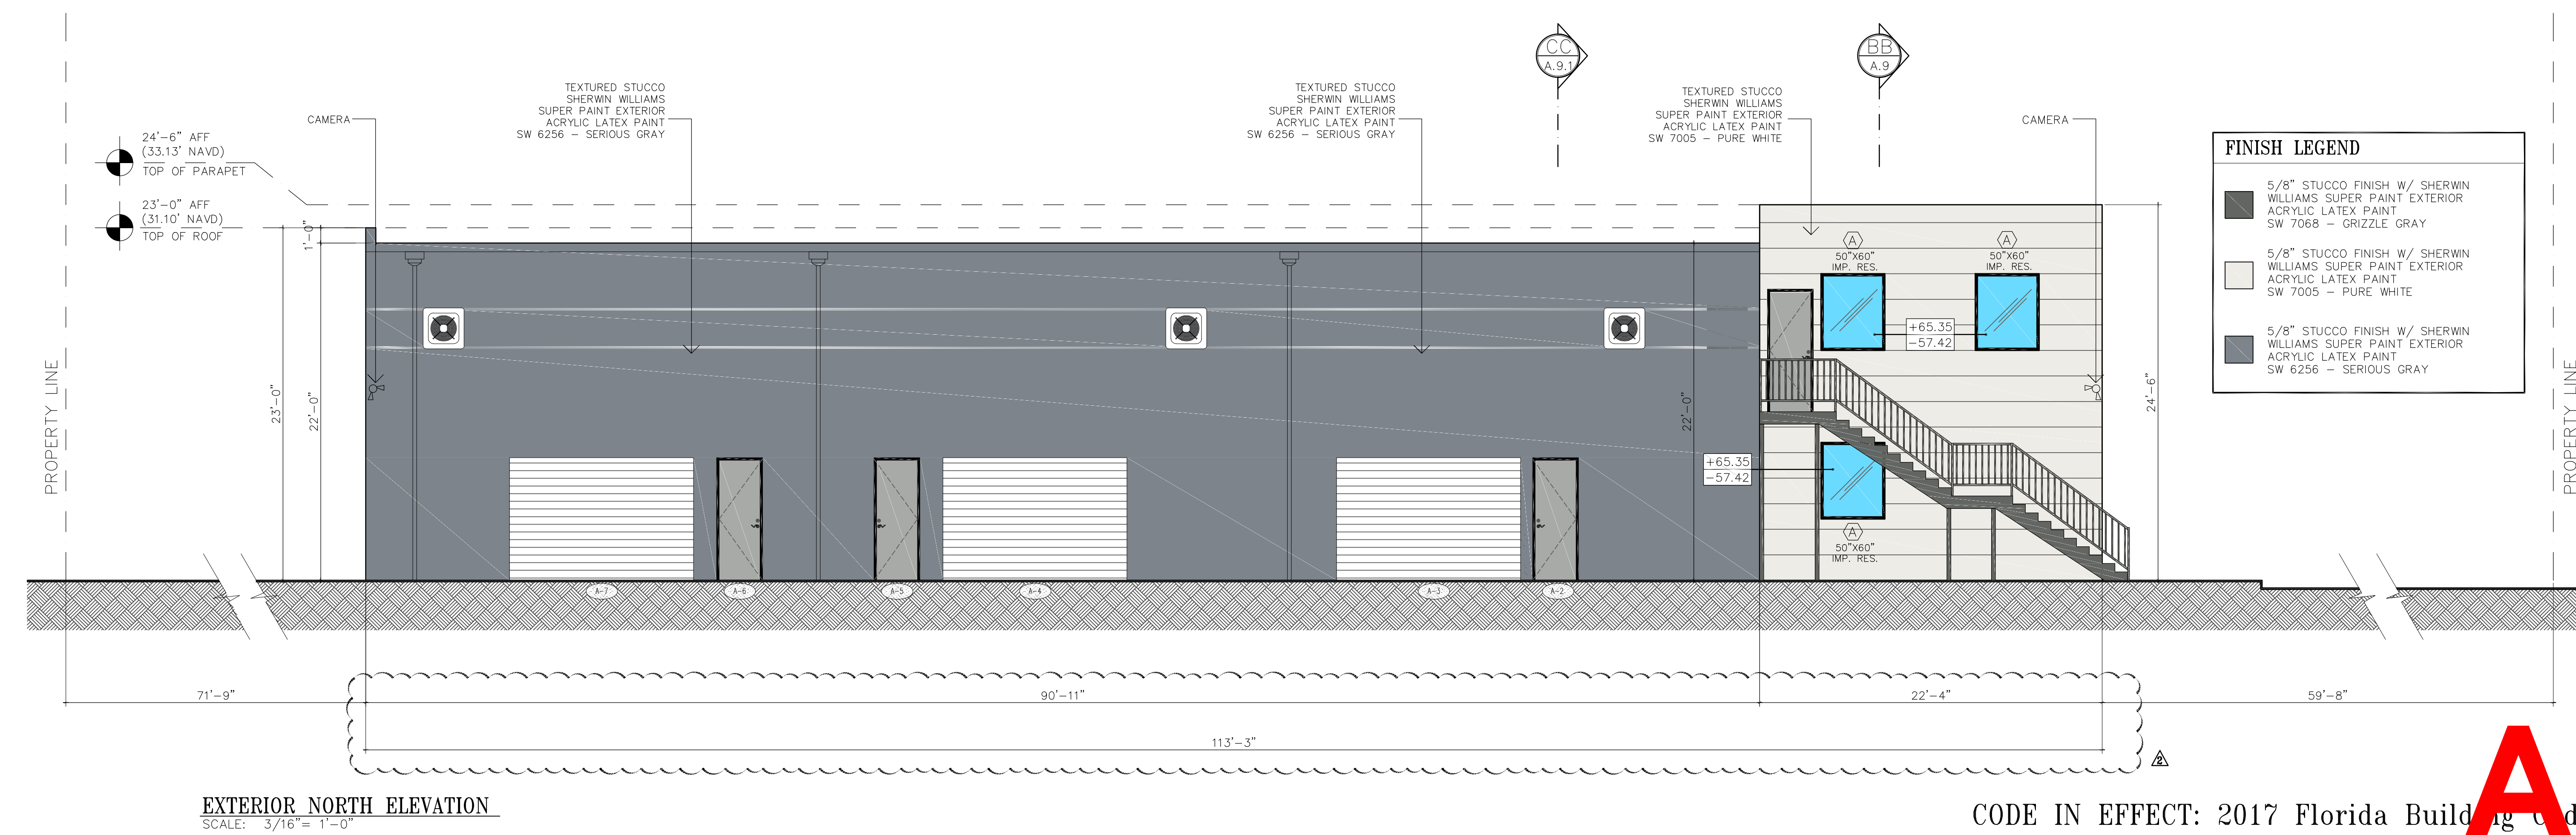 CC
A.9.1
BB
A.9
TEXTURED STUCCO
SHERWIN WILLIAMS
SUPER PAINT EXTERIOR
ACRYLIC LATEX PAINT
SW 6256 – SERIOUS GRAY
TEXTURED STUCCO
SHERWIN WILLIAMS
SUPER PAINT EXTERIOR
ACRYLIC LATEX PAINT
SW 6256 – SERIOUS GRAY
TEXTURED STUCCO
SHERWIN WILLIAMS
SUPER PAINT EXTERIOR
ACRYLIC LATEX PAINT
SW 7005 – PURE WHITE
CAMERA
CAMERA
24'–6" AFF
(33.13' NAVD)
TOP OF PARAPET
23'–0" AFF
(31.10' NAVD)
TOP OF ROOF
1'–0"
23'–0"
22'–0"
22'–0"
24'–6"
PROPERTY LINE
PROPERTY LINE
FINISH LEGEND
5/8" STUCCO FINISH W/ SHERWIN
WILLIAMS SUPER PAINT EXTERIOR
ACRYLIC LATEX PAINT
SW 7068 – GRIZZLE GRAY
5/8" STUCCO FINISH W/ SHERWIN
WILLIAMS SUPER PAINT EXTERIOR
ACRYLIC LATEX PAINT
SW 7005 – PURE WHITE
5/8" STUCCO FINISH W/ SHERWIN
WILLIAMS SUPER PAINT EXTERIOR
ACRYLIC LATEX PAINT
SW 6256 – SERIOUS GRAY
A
50"X60"
IMP. RES.
A
50"X60"
IMP. RES.
+65.35
–57.42
+65.35
–57.42
A
50"X60"
IMP. RES.
A-7
A-6
A-5
A-4
A-3
A-2
71'–9"
90'–11"
22'–4"
59'–8"
113'–3"
2
EXTERIOR NORTH ELEVATION
SCALE: 3/16"= 1'–0"
CODE IN EFFECT: 2017 Florida Building
A